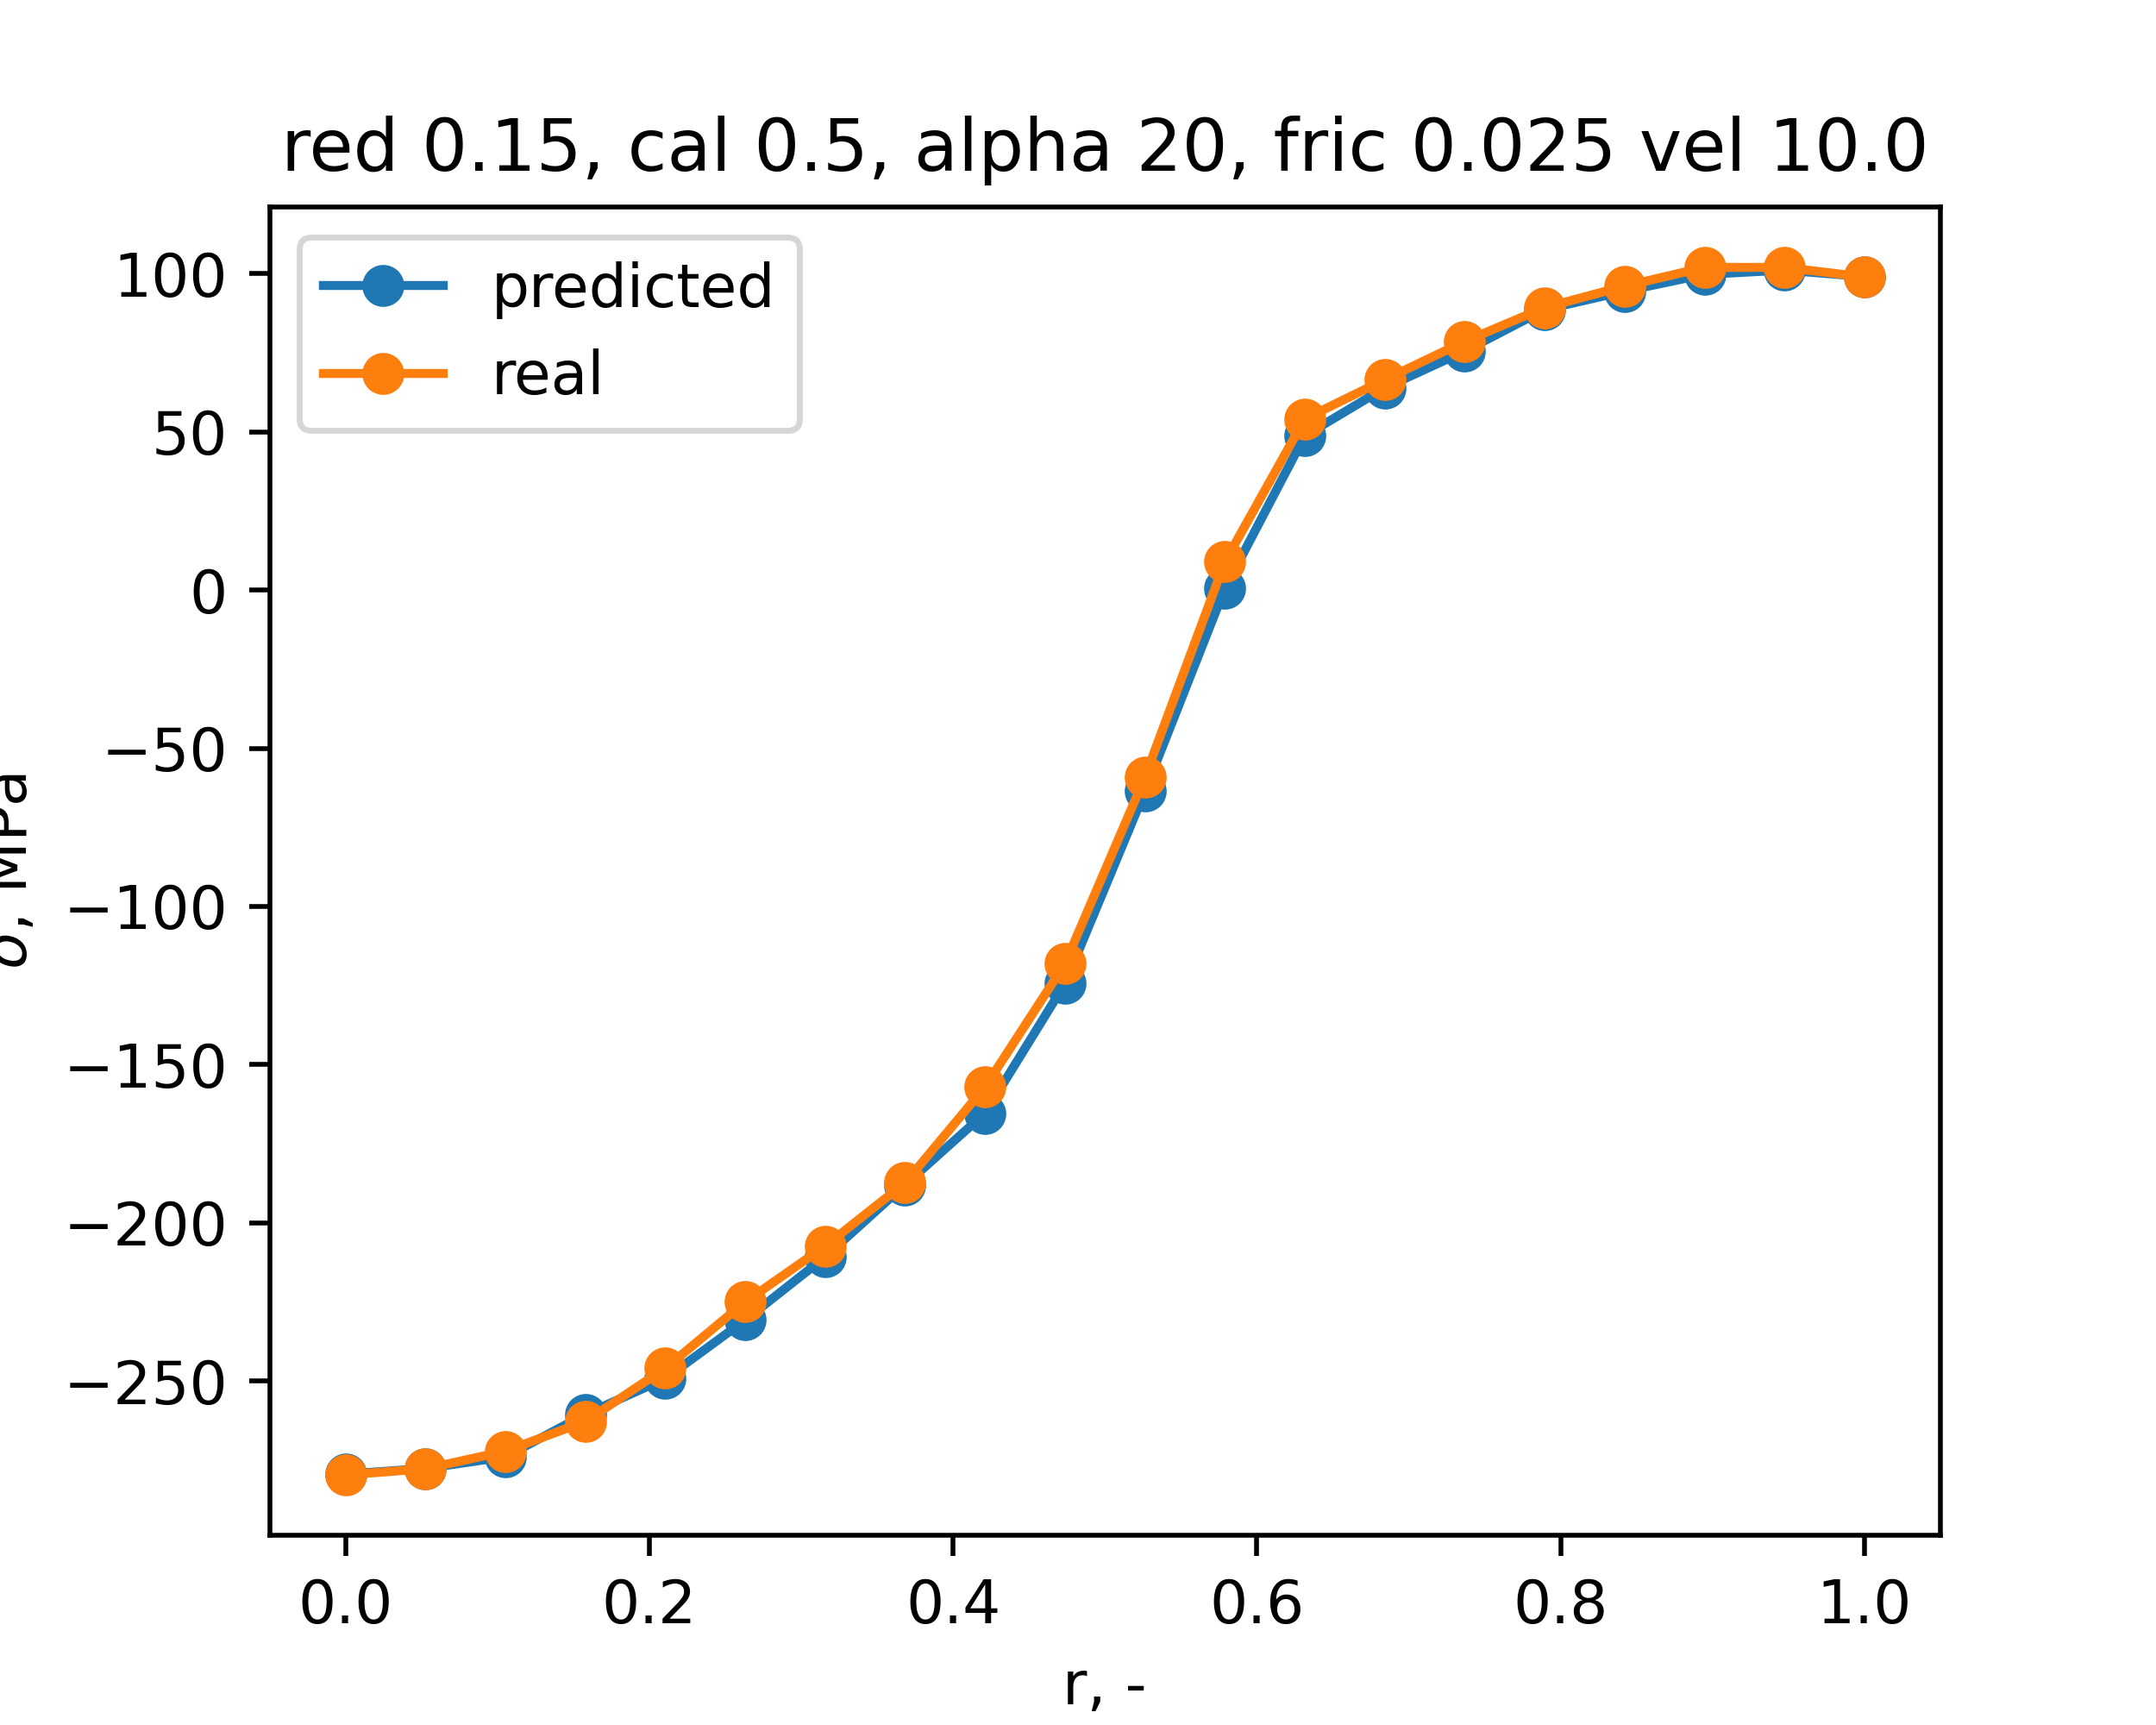 red 0.15, cal 0.5, alpha 20, fric 0.025 vel 10.0
predicted
real
100
50
0
−50
−100
−150
−200
−250
σ, MPa
0.0 0.2 0.4 0.6 0.8 1.0
r, -